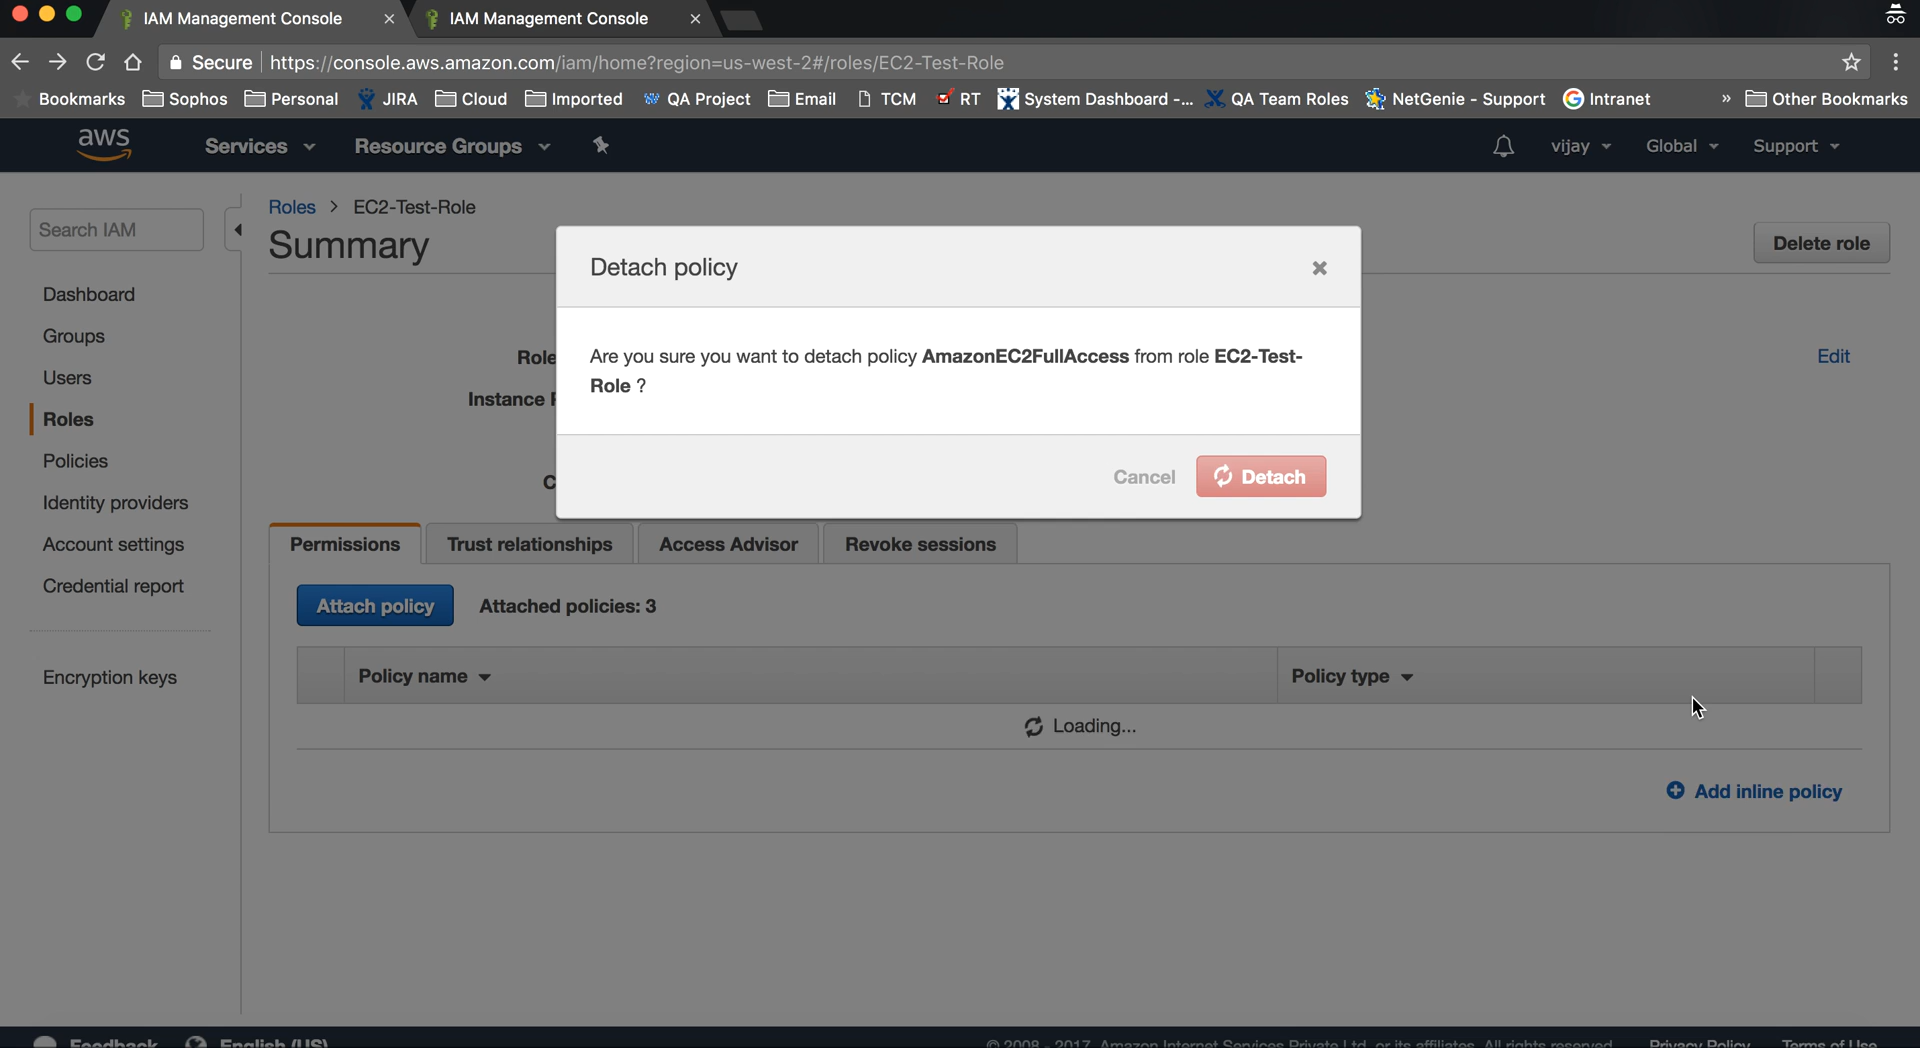 IAM Management Console
IAM Management Console
Secure https://console.aws.amazon.com/iam/home?region=us-west-2#/roles/EC2-Test-Role
Bookmarks Sophos Personal JIRA Cloud Imported QA Project Email TCM RT System Dashboard -... QA Team Roles NetGenie - Support Intranet » Other Bookmarks
aws Services Resource Groups vijay Global Support
Search IAM
Dashboard
Groups
Users
Roles
Policies
Identity providers
Account settings
Credential report
Encryption keys
Roles > EC2-Test-Role
Summary
Delete role
Role
Edit
Instance
Detach policy
Are you sure you want to detach policy AmazonEC2FullAccess from role EC2-Test-
Role ?
Cancel Detach
Permissions Trust relationships Access Advisor Revoke sessions
Attach policy Attached policies: 3
Policy name Policy type
Loading...
Add inline policy
Feedback English (US) © 2008 - 2017, Amazon Internet Services Private Ltd. or its affiliates. All rights reserved. Privacy Policy Terms of Use